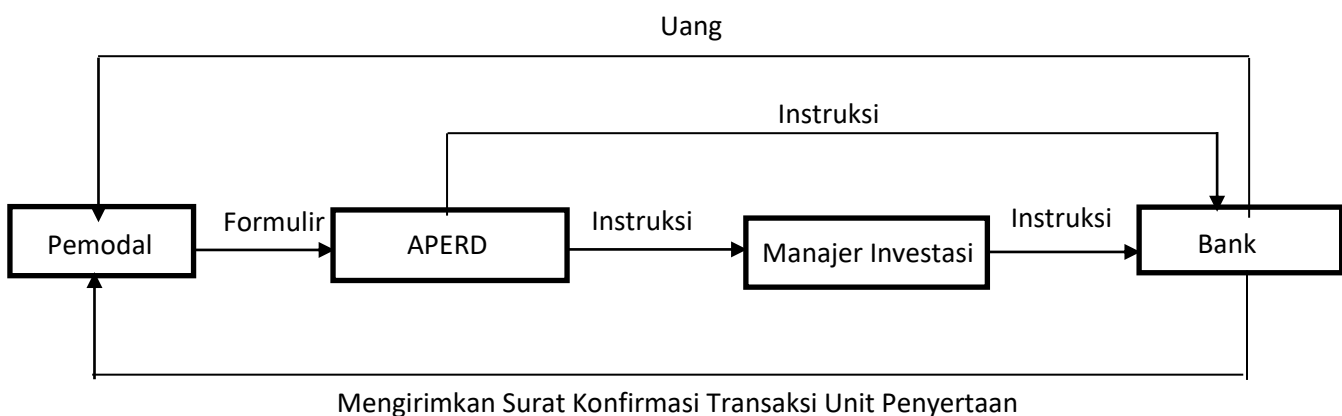 Uang
Instruksi
Formulir
Instruksi
Instruksi
Pemodal
APERD
Manajer Investasi
Bank
Mengirimkan Surat Konfirmasi Transaksi Unit Penyertaan